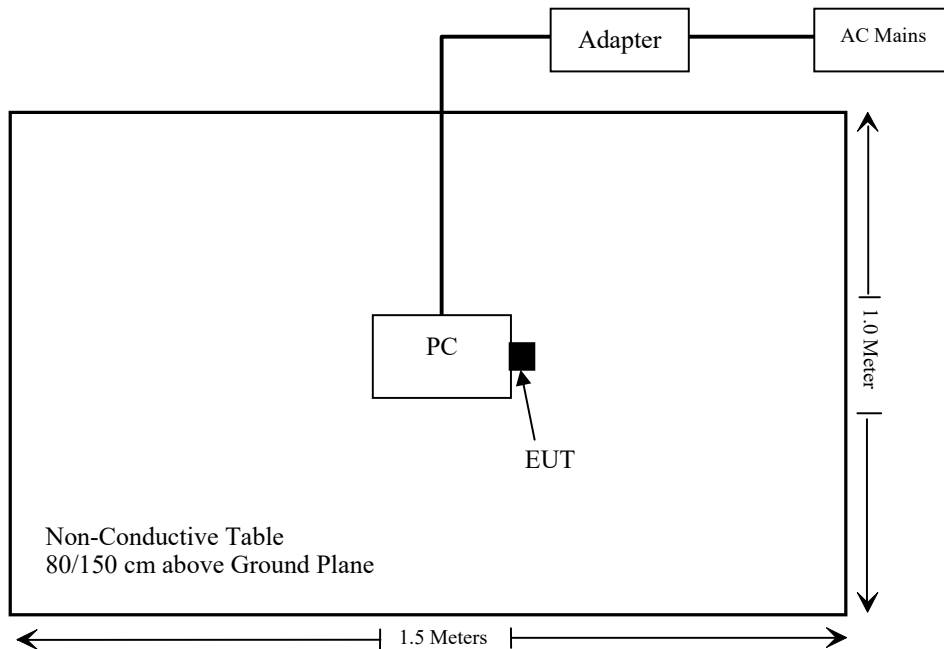 Adapter
AC Mains
PC
1.0 Meter
EUT
Non-Conductive Table
80/150 cm above Ground Plane
1.5 Meters